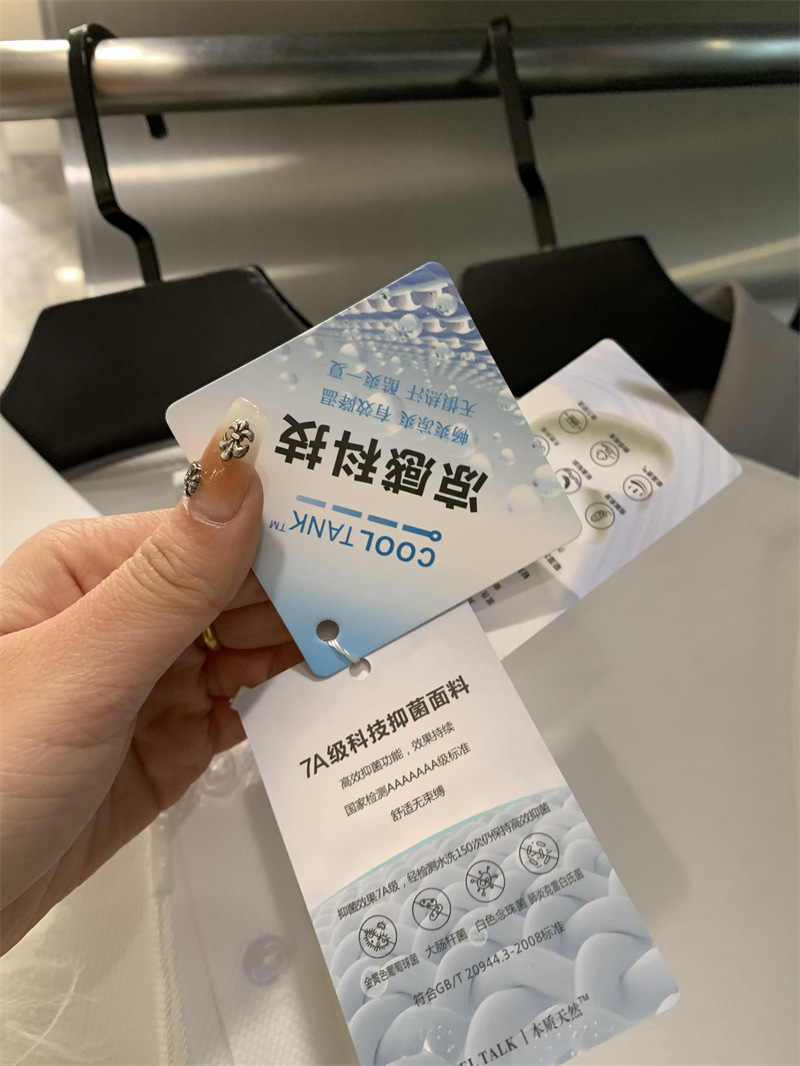 COOLTANK™
凉感科技
畅爽凉爽 有效降温
无惧热汗 酷爽一夏
7A级科技抑菌面料
高效抑菌功能，效果持续
国家检测AAAAAAA级标准
舒适无束缚
抑菌效果7A级，经检测水洗150次仍保持高效抑菌
金黄色葡萄球菌 大肠杆菌 白色念珠菌 肺炎克雷白氏菌
符合GB/T 20944.3-2008标准
TALK | 本质天然™